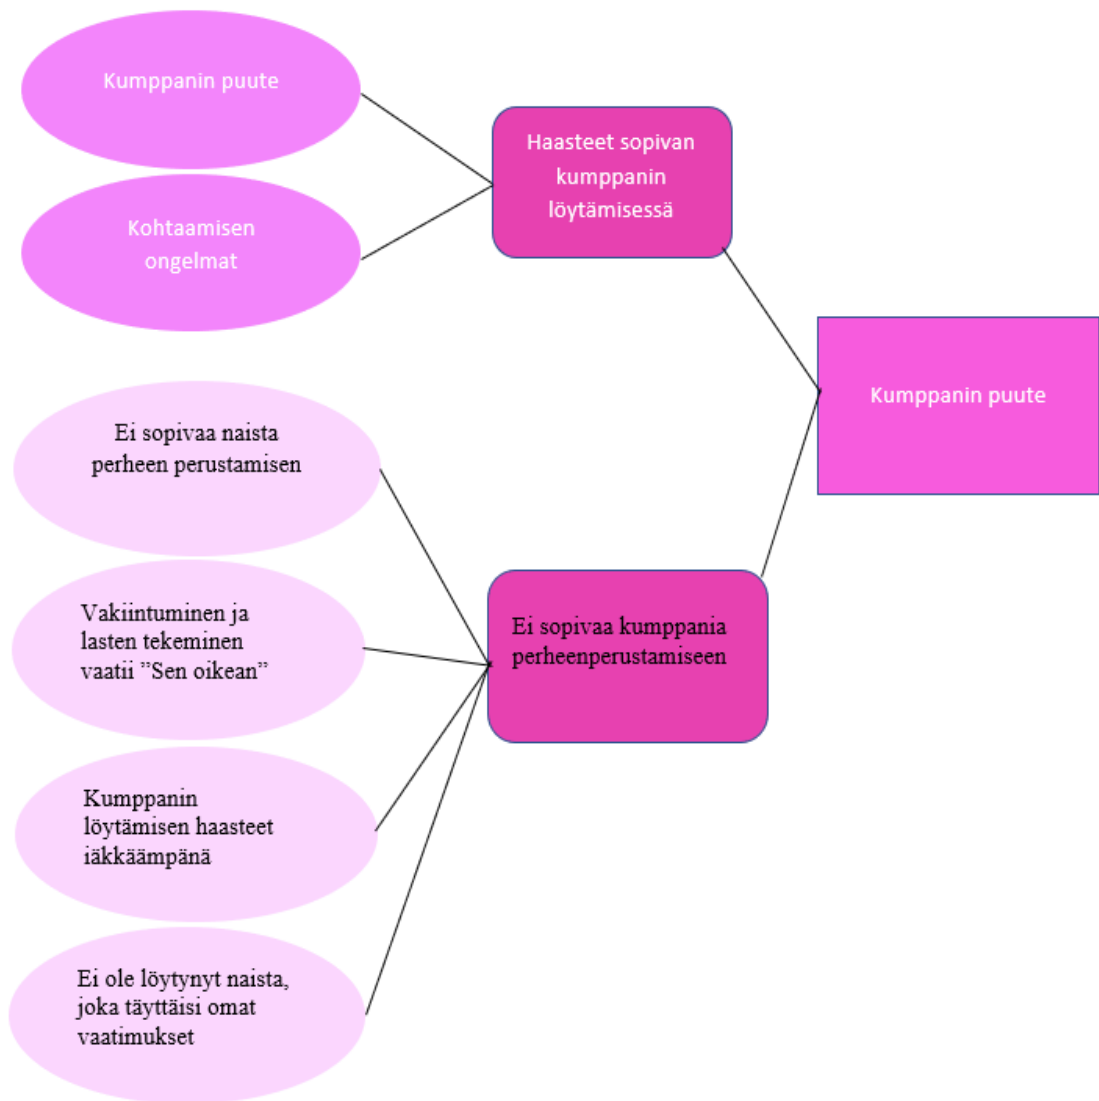 Kumppanin puute
Kohtaamisen
ongelmat
Haasteet sopivan
kumppanin
löytämisessä
Kumppanin puute
Ei sopivaa naista
perheen perustamisen
Vakiintuminen ja
lasten tekeminen
vaatii ”Sen oikean”
Kumppanin
löytämisen haasteet
iäkkäämpänä
Ei ole löytynyt naista,
joka täyttäisi omat
vaatimukset
Ei sopivaa kumppania
perheenperustamiseen